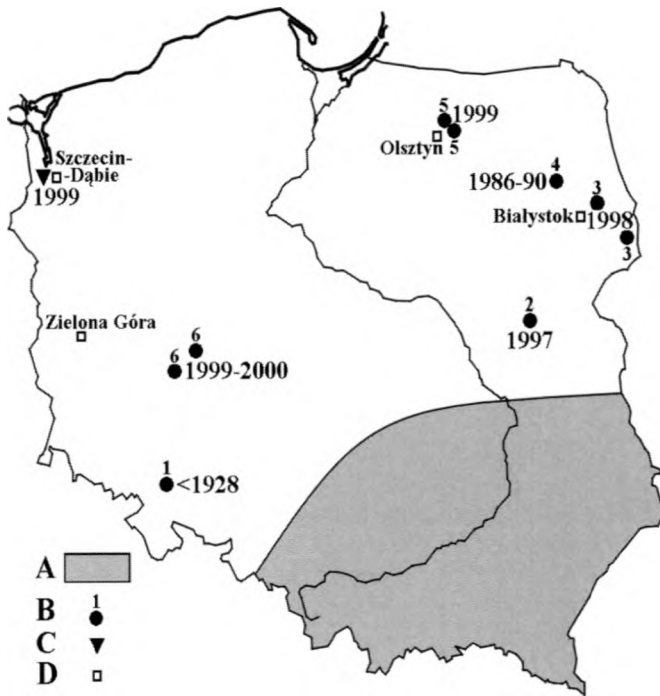 5 1999
Olsztyn 5
Szczecin-
-Dąbie
1999
4
1986-90
3
Białystok 1998
3
2
1997
Zielona Góra
6
6 1999-2000
1
<1928
A
B 1
C
D